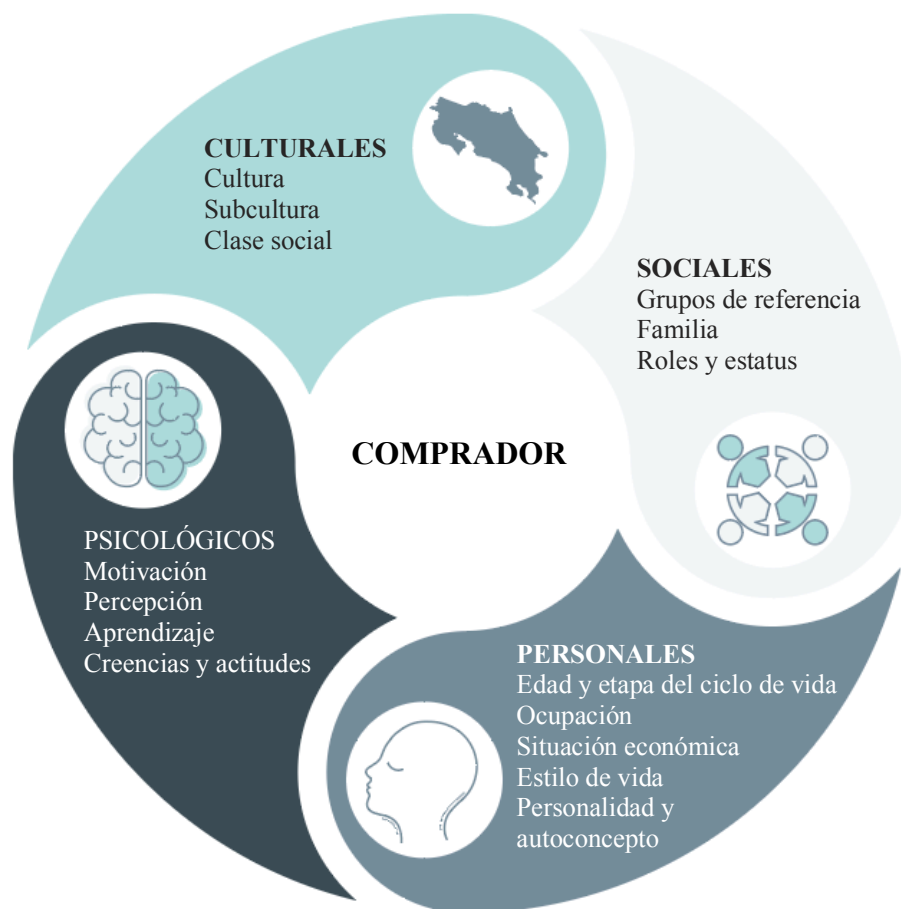 CULTURALES
Cultura
Subcultura
Clase social
SOCIALES
Grupos de referencia
Familia
Roles y estatus
COMPRADOR
PSICOLÓGICOS
Motivación
Percepción
Aprendizaje
Creencias y actitudes
PERSONALES
Edad y etapa del ciclo de vida
Ocupación
Situación económica
Estilo de vida
Personalidad y
autoconcepto